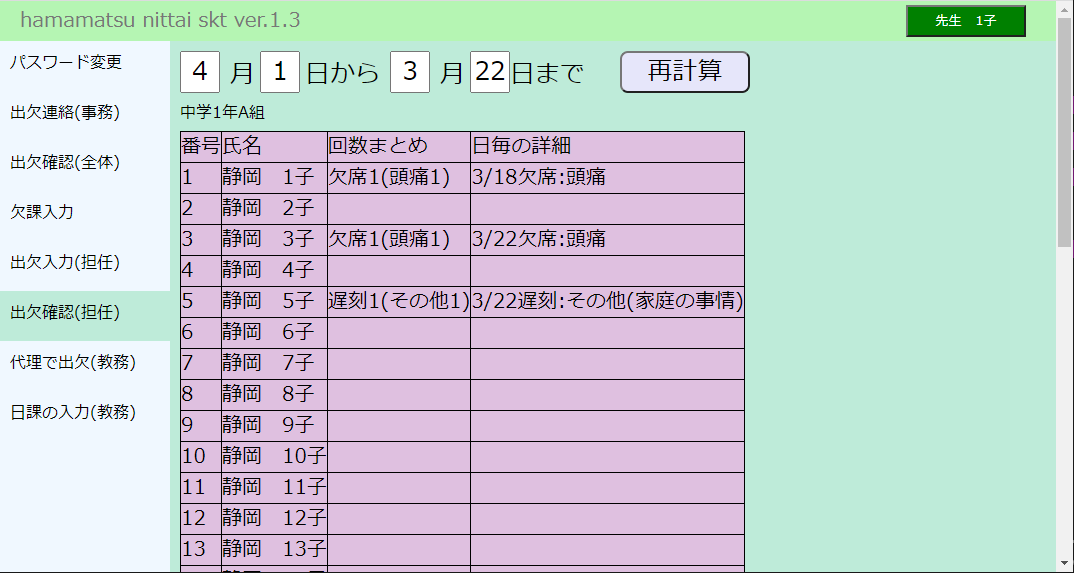 hamamatsu nittai skt ver.1.3
先生　1子
パスワード変更
出欠連絡(事務)
出欠確認(全体)
欠課入力
出欠入力(担任)
出欠確認(担任)
代理で出欠(教務)
日課の入力(教務)
4 月 1 日から 3 月 22 日まで 再計算
中学1年A組
番号 氏名 回数まとめ 日毎の詳細
1 静岡　1子 欠席1(頭痛1) 3/18欠席:頭痛
2 静岡　2子
3 静岡　3子 欠席1(頭痛1) 3/22欠席:頭痛
4 静岡　4子
5 静岡　5子 遅刻1(その他1) 3/22遅刻:その他(家庭の事情)
6 静岡　6子
7 静岡　7子
8 静岡　8子
9 静岡　9子
10 静岡　10子
11 静岡　11子
12 静岡　12子
13 静岡　13子